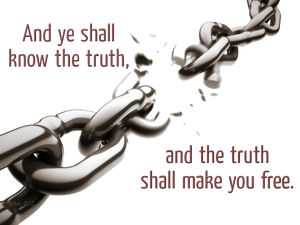 And ye shall
know the truth,
and the truth
shall make you free.